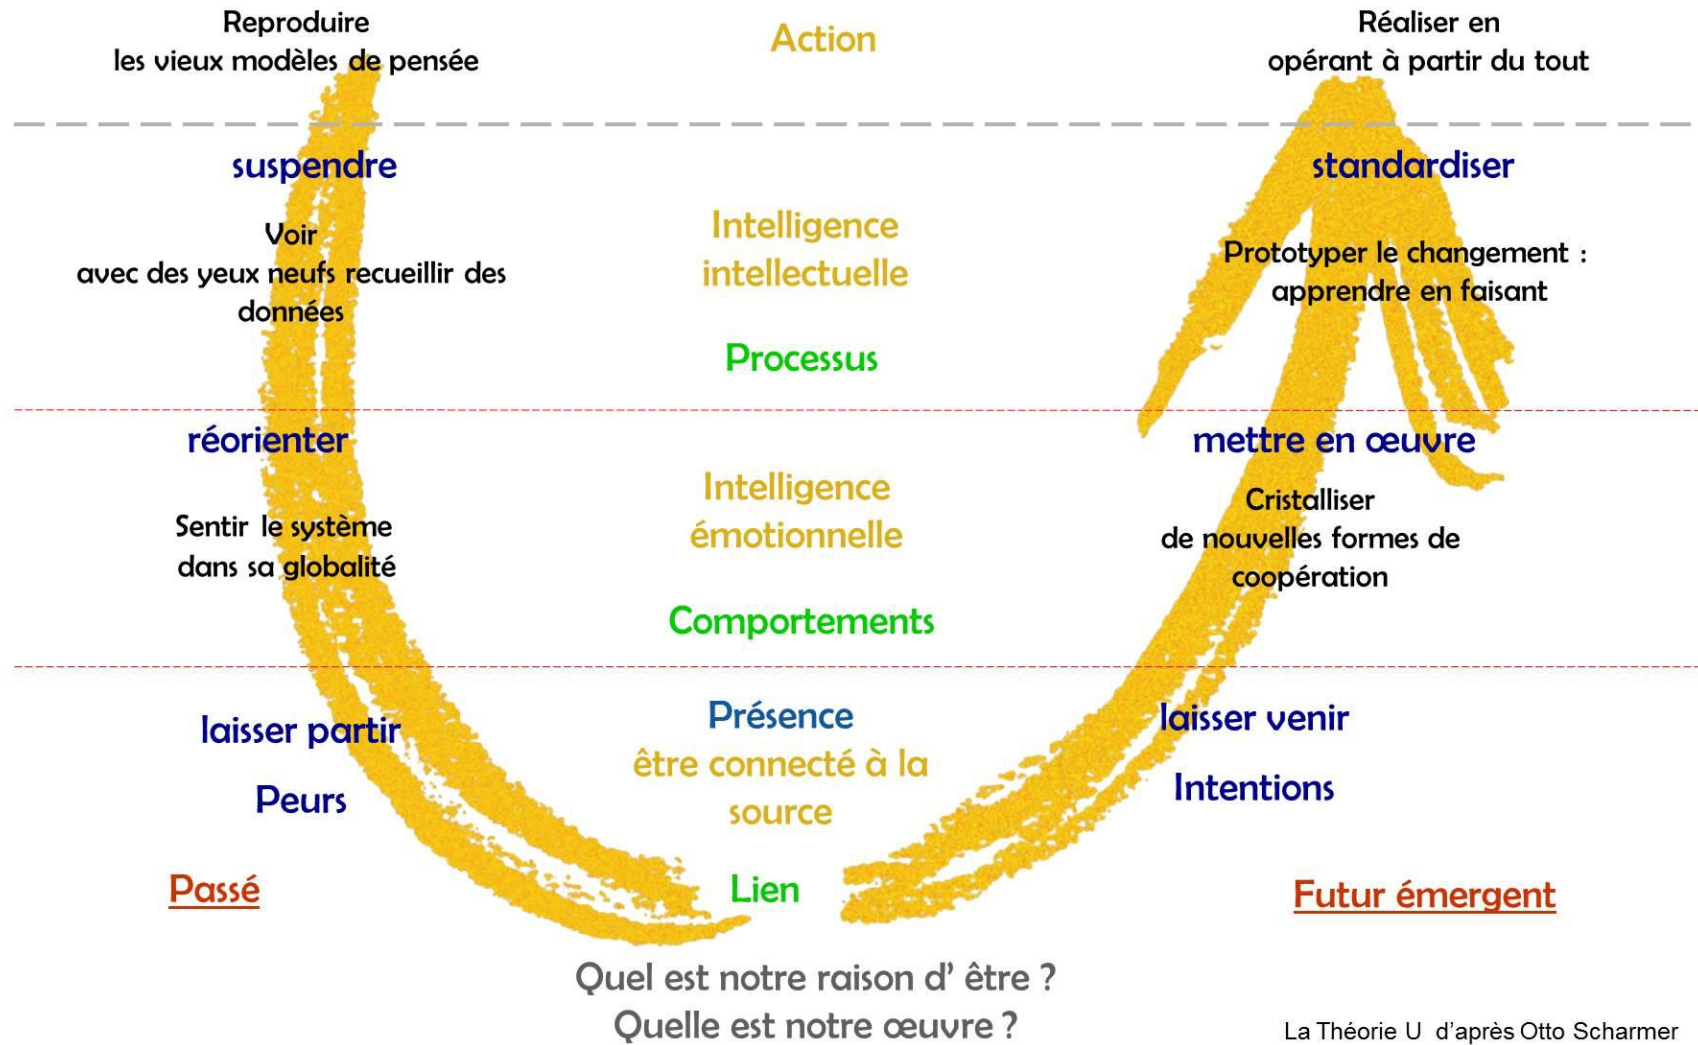 Reproduire
les vieux modèles de pensée
Action
Réaliser en
opérant à partir du tout
suspendre
standardiser
Voir
avec des yeux neufs recueillir des
données
Intelligence
intellectuelle
Prototyper le changement :
apprendre en faisant
Processus
réorienter
mettre en œuvre
Sentir le système
dans sa globalité
Intelligence
émotionnelle
Cristalliser
de nouvelles formes de
coopération
Comportements
laisser partir
Présence
être connecté à la
source
laisser venir
Peurs
Intentions
Passé
Lien
Futur émergent
Quel est notre raison d' être ?
Quelle est notre œuvre ?
La Théorie U d'après Otto Scharmer